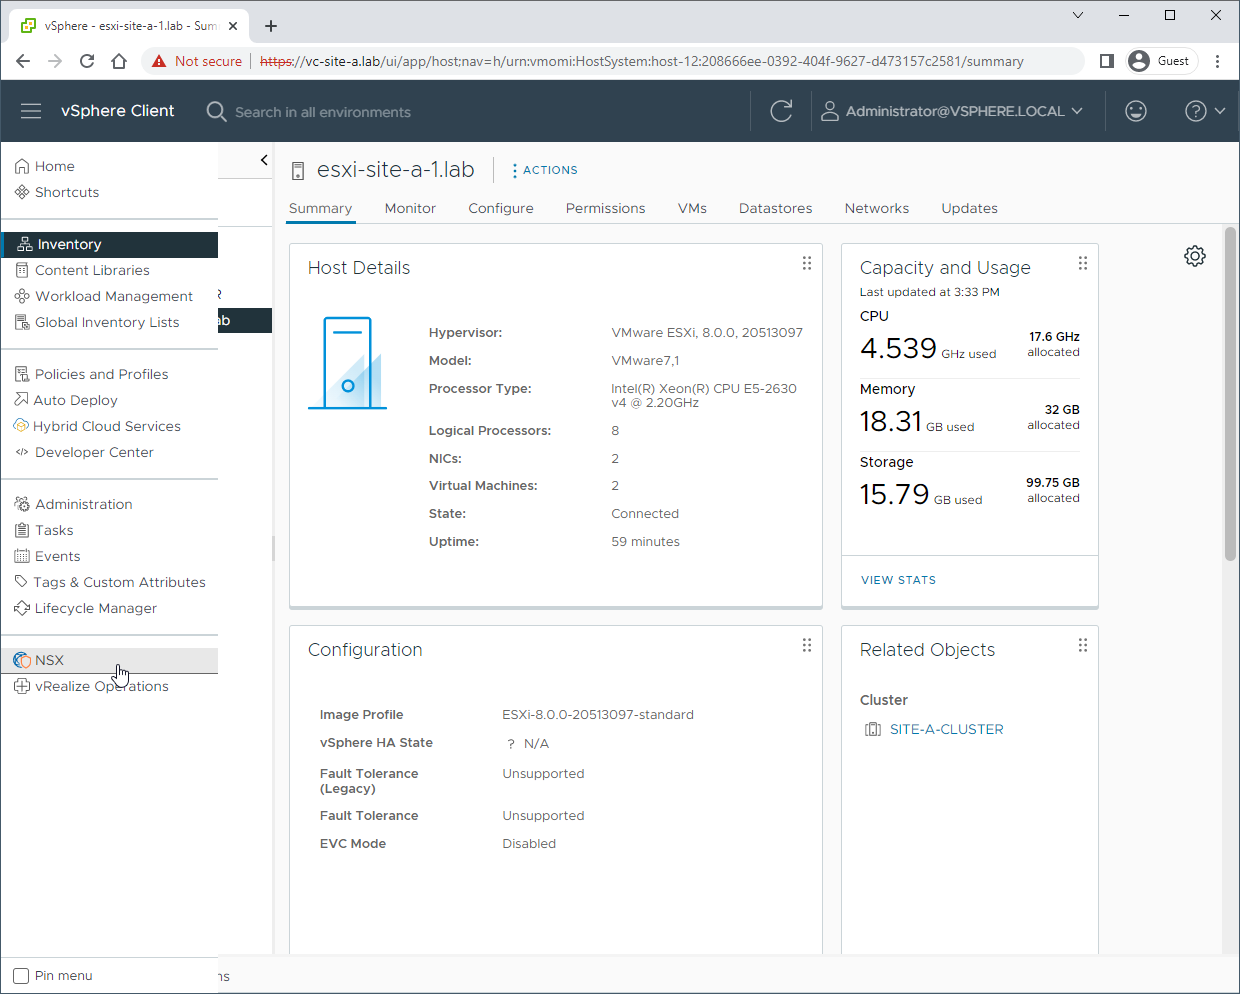 vSphere - esxi-site-a-1.lab - Sum
Not secure
https://vc-site-a.lab/ui/app/host;nav=h/urn:vmomi:HostSystem:host-12:208666ee-0392-404f-9627-d473157c2581/summary
Guest
vSphere Client
Search in all environments
Administrator@VSPHERE.LOCAL
Home
Shortcuts
Inventory
Content Libraries
Workload Management
Global Inventory Lists
Policies and Profiles
Auto Deploy
Hybrid Cloud Services
Developer Center
Administration
Tasks
Events
Tags & Custom Attributes
Lifecycle Manager
NSX
vRealize Operations
Pin menu
R
ab
ns
esxi-site-a-1.lab
ACTIONS
Summary
Monitor
Configure
Permissions
VMs
Datastores
Networks
Updates
Host Details
Hypervisor: VMware ESXi, 8.0.0, 20513097
Model: VMware7,1
Processor Type: Intel(R) Xeon(R) CPU E5-2630
v4 @ 2.20GHz
Logical Processors: 8
NICs: 2
Virtual Machines: 2
State: Connected
Uptime: 59 minutes
Capacity and Usage
Last updated at 3:33 PM
CPU
4.539 GHz used
17.6 GHz
allocated
Memory
18.31 GB used
32 GB
allocated
Storage
15.79 GB used
99.75 GB
allocated
VIEW STATS
Configuration
Image Profile ESXi-8.0.0-20513097-standard
vSphere HA State ? N/A
Fault Tolerance
(Legacy)
Unsupported
Fault Tolerance Unsupported
EVC Mode Disabled
Related Objects
Cluster
SITE-A-CLUSTER